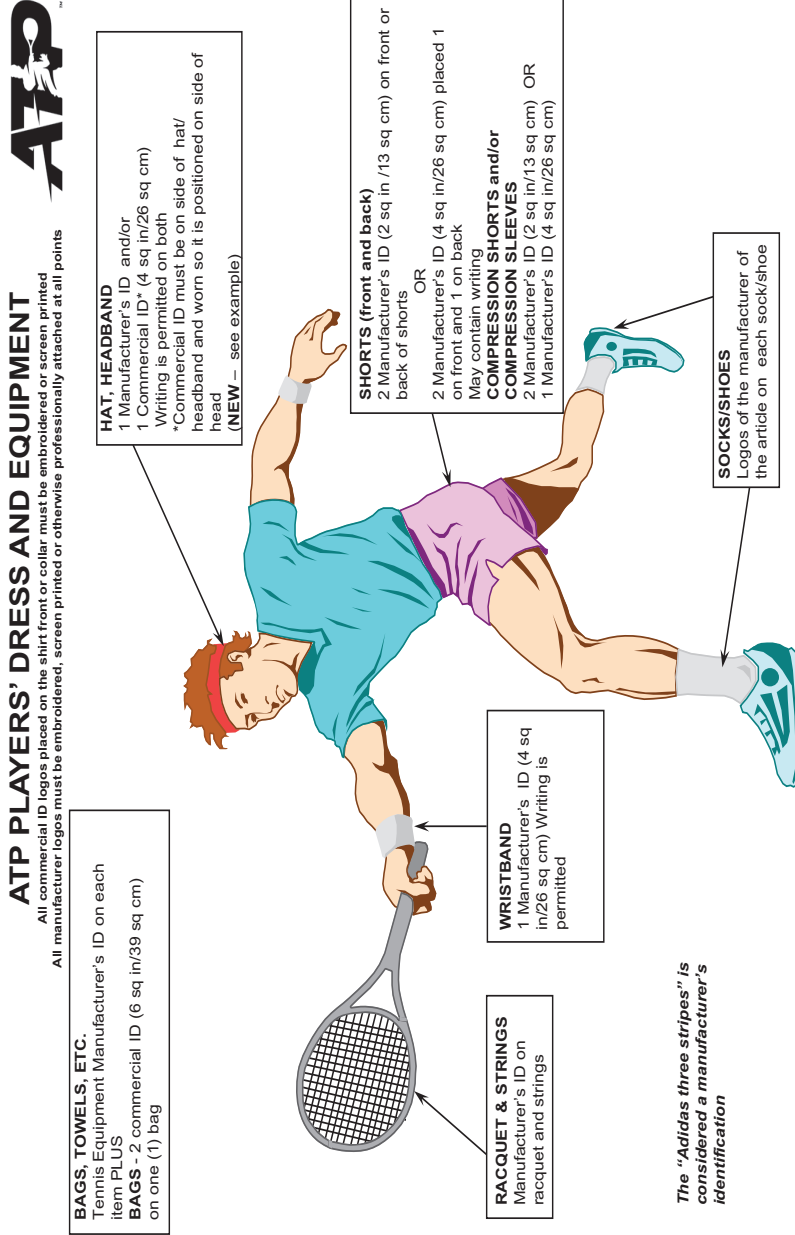 ATP PLAYERS' DRESS AND EQUIPMENT
All commercial ID logos placed on the shirt front or collar must be embroidered or screen printed
All manufacturer logos must be embroidered, screen printed or otherwise professionally attached at all points
ATP
™
BAGS, TOWELS, ETC.
Tennis Equipment Manufacturer's ID on each
item PLUS
BAGS - 2 commercial ID (6 sq in/39 sq cm)
on one (1) bag
HAT, HEADBAND
1 Manufacturer's ID and/or
1 Commercial ID* (4 sq in/26 sq cm)
Writing is permitted on both
*Commercial ID must be on side of hat/
headband and worn so it is positioned on side of
head
(NEW – see example)
SHORTS (front and back)
2 Manufacturer's ID (2 sq in /13 sq cm) on front or
back of shorts
OR
2 Manufacturer's ID (4 sq in/26 sq cm) placed 1
on front and 1 on back
May contain writing
COMPRESSION SHORTS and/or
COMPRESSION SLEEVES
2 Manufacturer's ID (2 sq in/13 sq cm) OR
1 Manufacturer's ID (4 sq in/26 sq cm)
RACQUET & STRINGS
Manufacturer's ID on
racquet and strings
WRISTBAND
1 Manufacturer's ID (4 sq
in/26 sq cm) Writing is
permitted
SOCKS/SHOES
Logos of the manufacturer of
the article on each sock/shoe
The "Adidas three stripes" is
considered a manufacturer's
identification